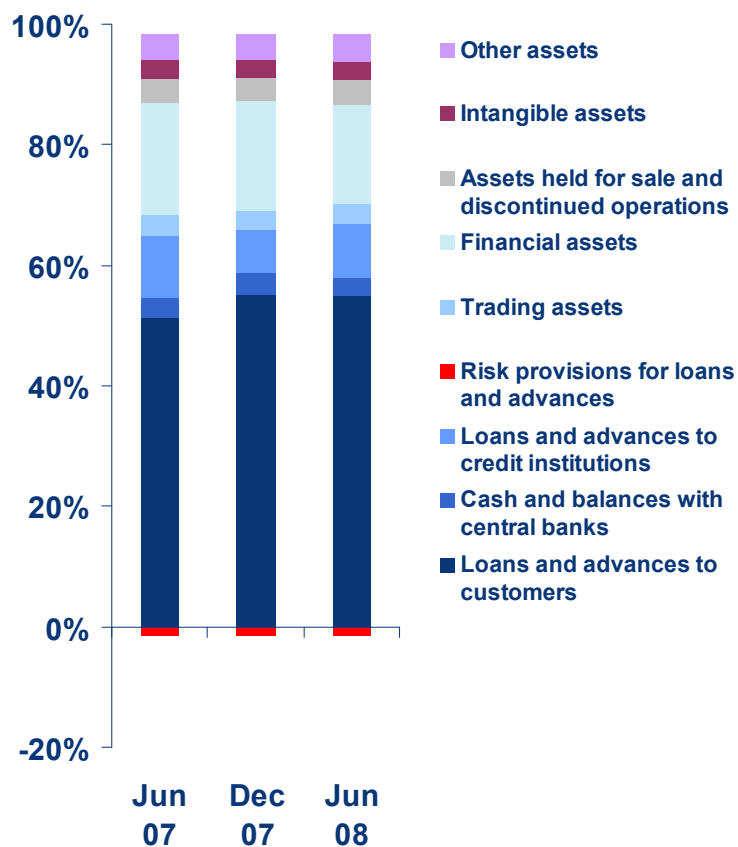 100%
80%
60%
40%
20%
0%
-20%
Jun
07
Dec
07
Jun
08
Other assets
Intangible assets
Assets held for sale and
discontinued operations
Financial assets
Trading assets
Risk provisions for loans
and advances
Loans and advances to
credit institutions
Cash and balances with
central banks
Loans and advances to
customers